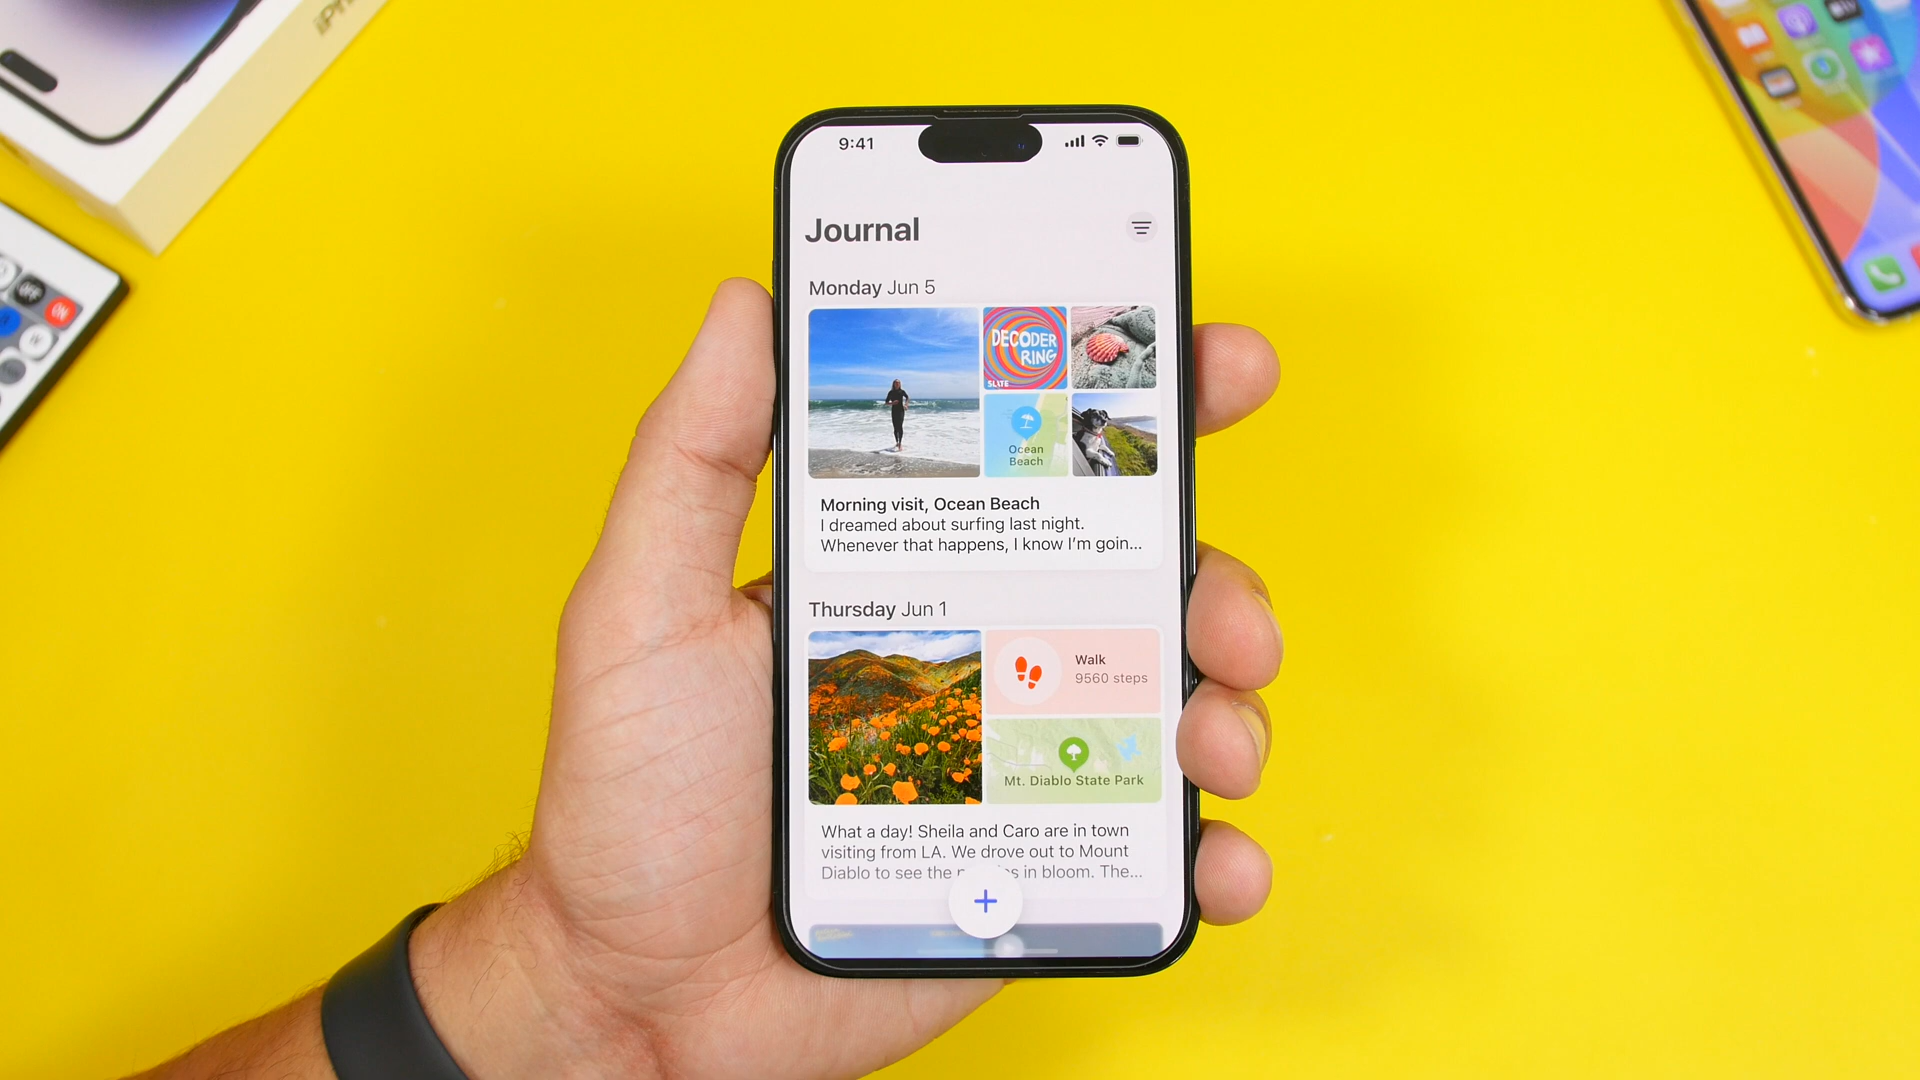 9:41
Journal
Monday Jun 5
DECODER
RING
SLATE
Ocean
Beach
Morning visit, Ocean Beach
I dreamed about surfing last night.
Whenever that happens, I know I'm goin...
Thursday Jun 1
Walk
9560 steps
Mt. Diablo State Park
What a day! Sheila and Caro are in town
visiting from LA. We drove out to Mount
Diablo to see the in bloom. The...
OFF
ON
W